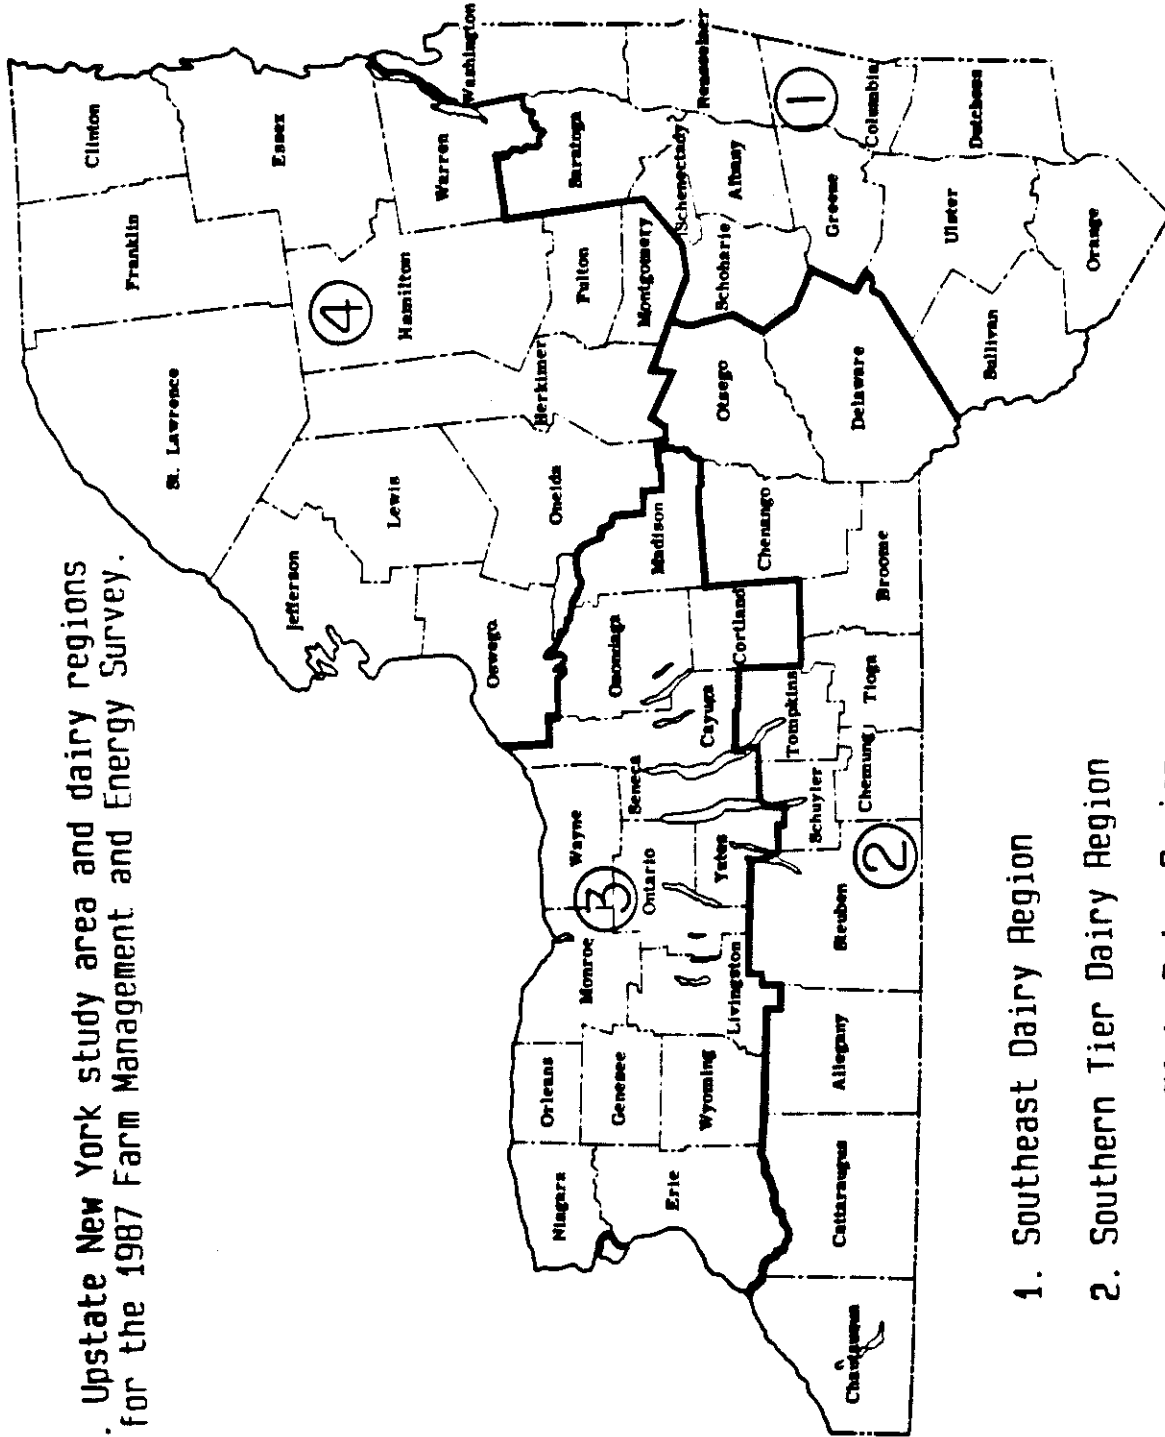 . Upstate New York study area and dairy regions
for the 1987 Farm Management and Energy Survey.
Clinton
Franklin
Essex
St. Lawrence
Jefferson
Lewis
Hamilton
4
Warren
Washington
Oswego
Oneida
Herkimer
Fulton
Saratoga
Niagara
Orleans
Monroe
Wayne
3
Genesee
Ontario
Seneca
Onondaga
Madison
Montgomery
Schenectady
Rensselaer
Erie
Wyoming
Livingston
Yates
Cayuga
Cortland
Chenango
Otsego
Schoharie
Albany
1
Chautauqua
Cattaraugus
Allegany
Steuben
2
Schuyler
Chemung
Tompkins
Tioga
Broome
Delaware
Greene
Columbia
Ulster
Dutchess
Sullivan
Orange
1. Southeast Dairy Region
2. Southern Tier Dairy Region